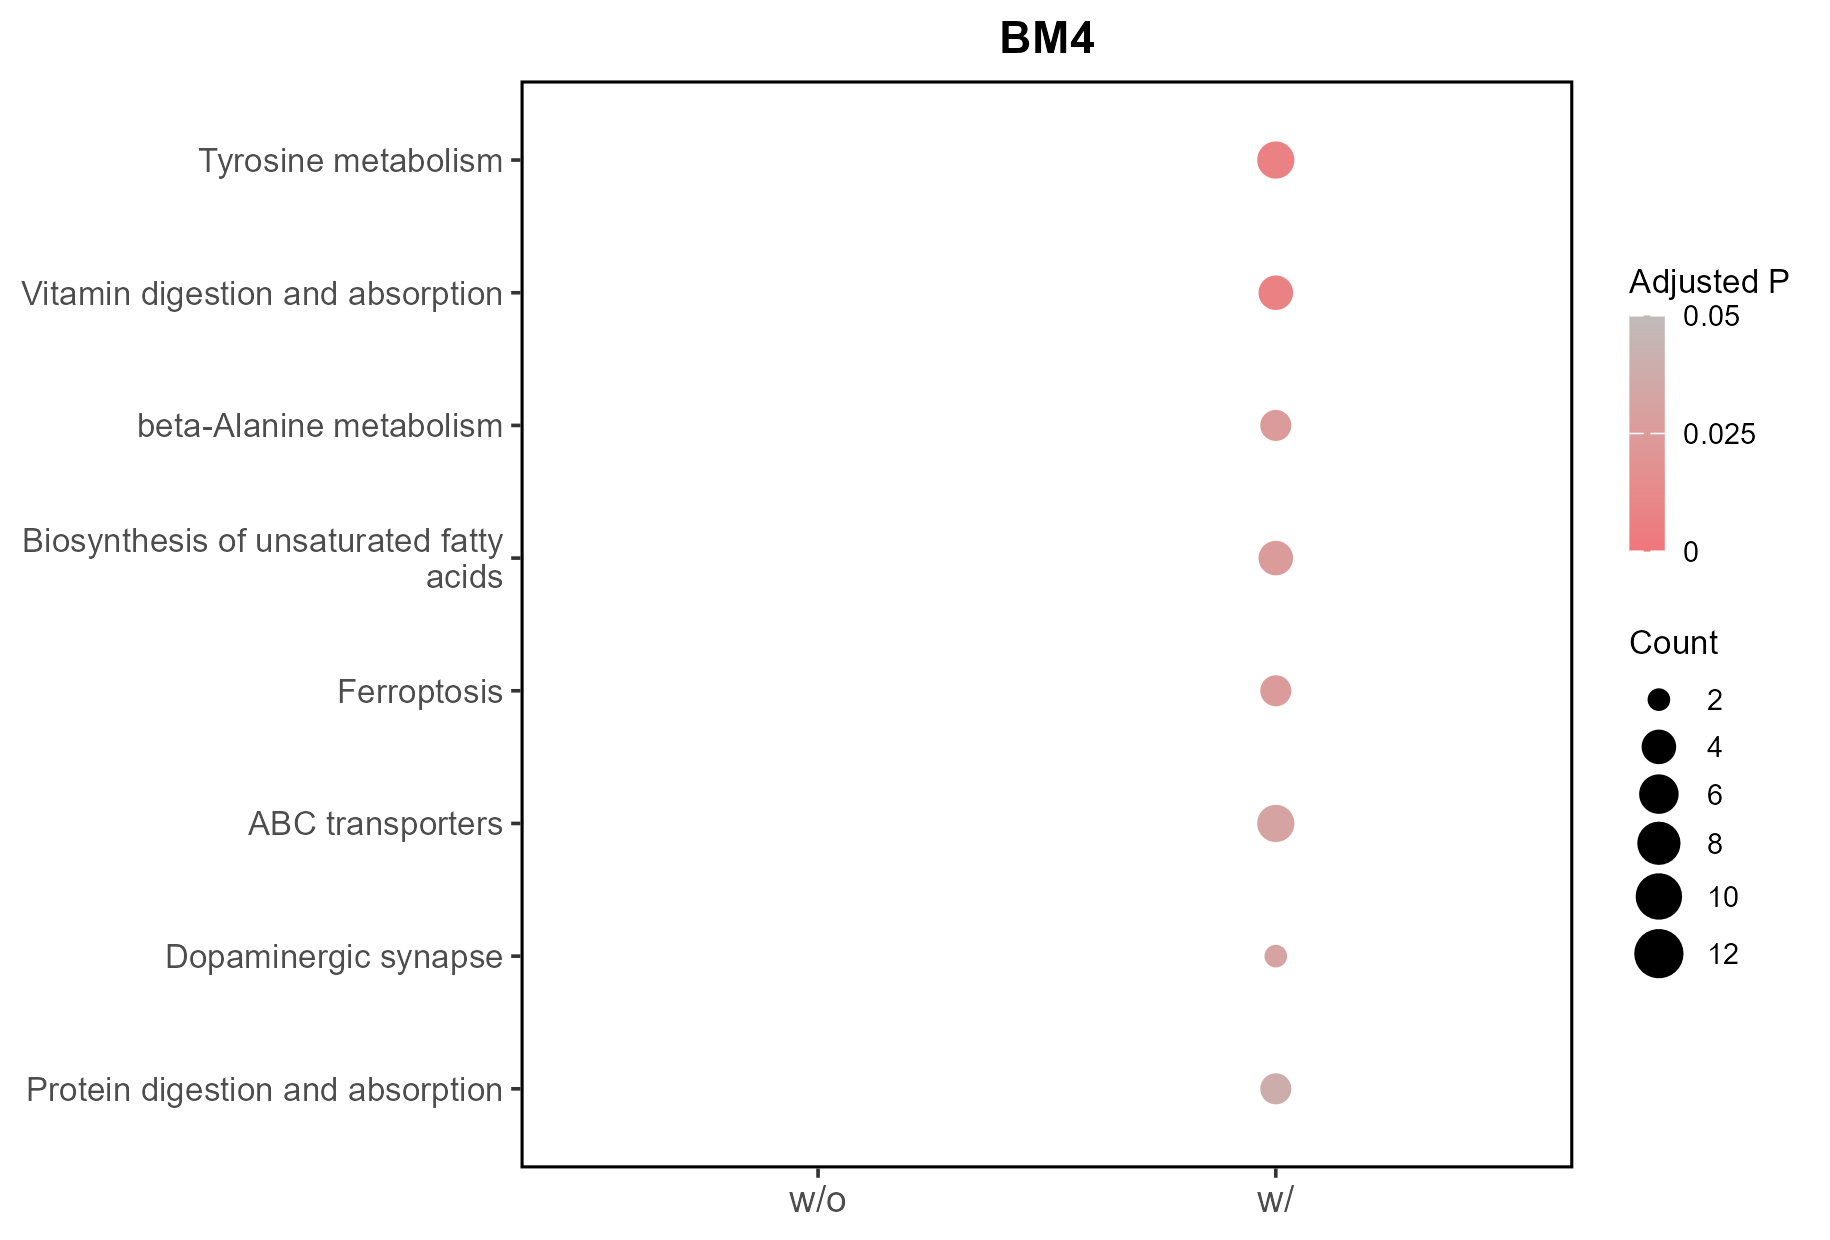 BM4
Tyrosine metabolism
Vitamin digestion and absorption
beta-Alanine metabolism
Biosynthesis of unsaturated fatty
acids
Ferroptosis
ABC transporters
Dopaminergic synapse
Protein digestion and absorption
w/o
w/
Adjusted P
0.05
0.025
0
Count
2
4
6
8
10
12